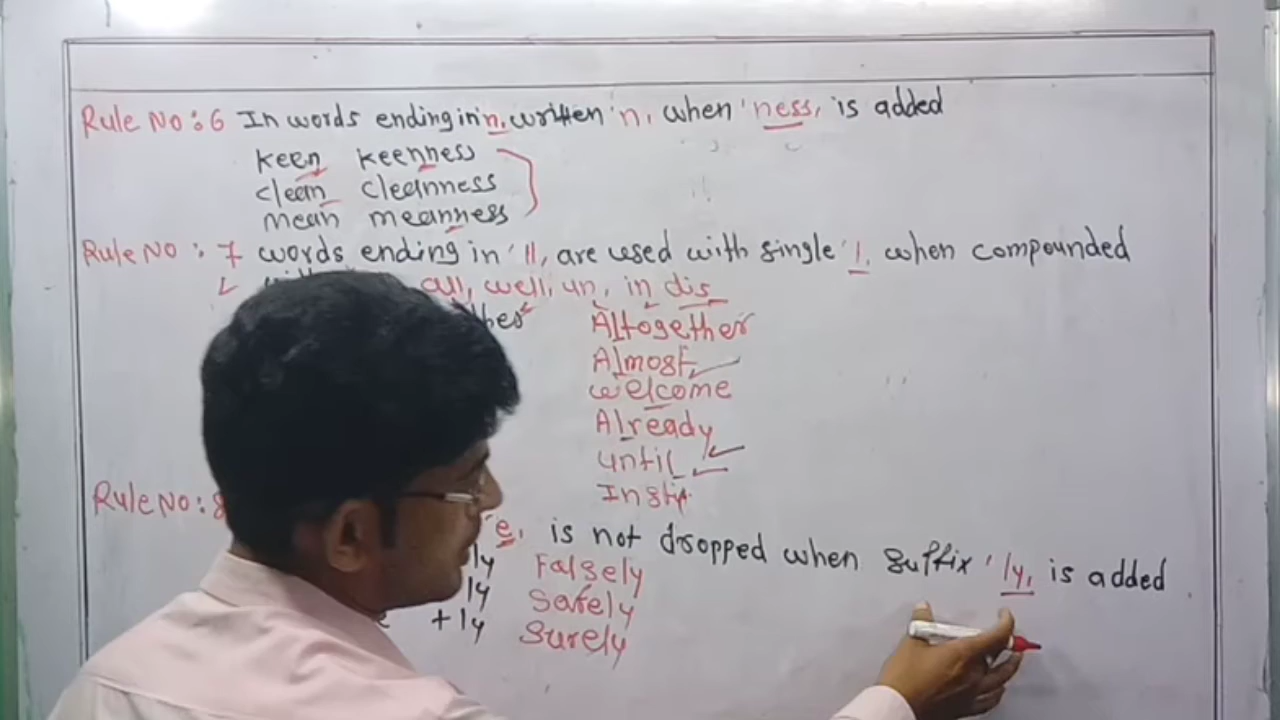 Rule No:6 In words ending in 'n, written 'n, when 'ness, is added
keen keenness
clean cleanness
mean meanness
Rule No: 7 words ending in 'll, are used with single 'l, when compounded
all, well, un, in dis
Altogether
Almost
welcome
Already
until
Instil
Rule No:8
e, is not dropped when suffix 'ly, is added
ly Falsely
ly Safely
+ly Surely